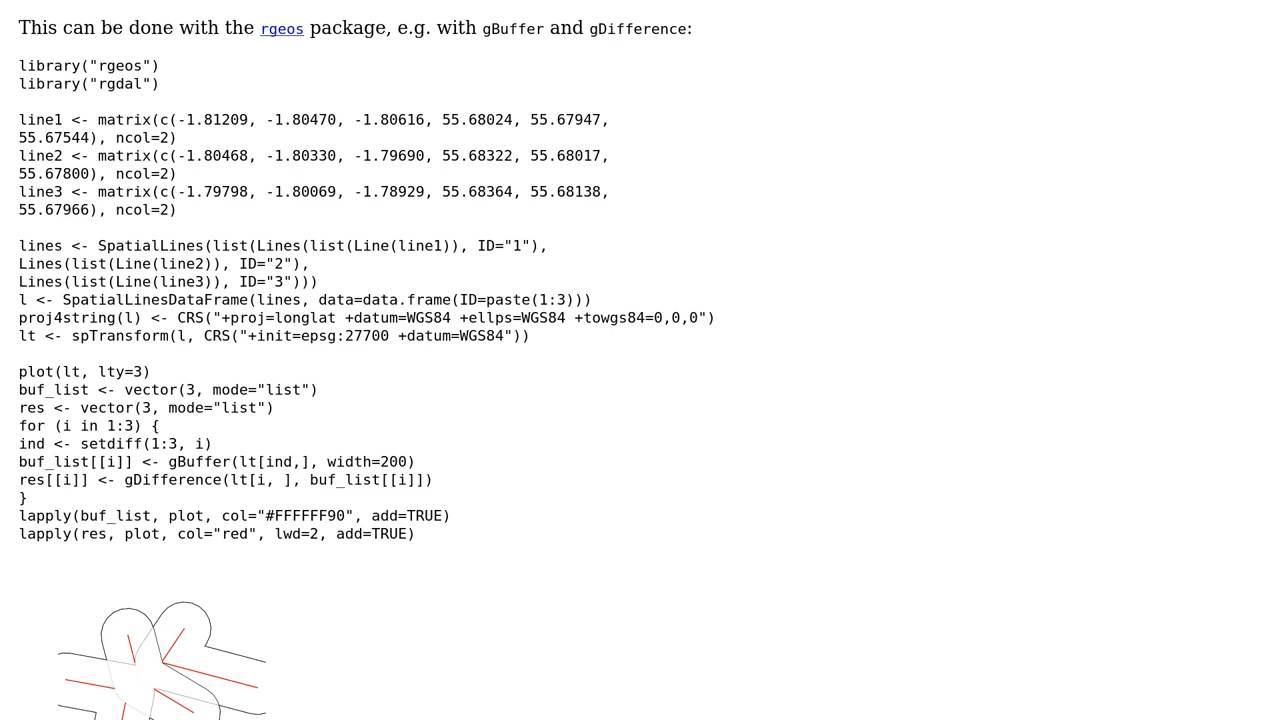 This can be done with the rgeos package, e.g. with gBuffer and gDifference:
library("rgeos")
library("rgdal")
line1 <- matrix(c(-1.81209, -1.80470, -1.80616, 55.68024, 55.67947,
55.67544), ncol=2)
line2 <- matrix(c(-1.80468, -1.80330, -1.79690, 55.68322, 55.68017,
55.67800), ncol=2)
line3 <- matrix(c(-1.79798, -1.80069, -1.78929, 55.68364, 55.68138,
55.67966), ncol=2)
lines <- SpatialLines(list(Lines(list(Line(line1)), ID="1"),
Lines(list(Line(line2)), ID="2"),
Lines(list(Line(line3)), ID="3")))
l <- SpatialLinesDataFrame(lines, data=data.frame(ID=paste(1:3)))
proj4string(l) <- CRS("+proj=longlat +datum=WGS84 +ellps=WGS84 +towgs84=0,0,0")
lt <- spTransform(l, CRS("+init=epsg:27700 +datum=WGS84"))
plot(lt, lty=3)
buf_list <- vector(3, mode="list")
res <- vector(3, mode="list")
for (i in 1:3) {
ind <- setdiff(1:3, i)
buf_list[[i]] <- gBuffer(lt[ind,], width=200)
res[[i]] <- gDifference(lt[i, ], buf_list[[i]])
}
lapply(buf_list, plot, col="#FFFFFF90", add=TRUE)
lapply(res, plot, col="red", lwd=2, add=TRUE)